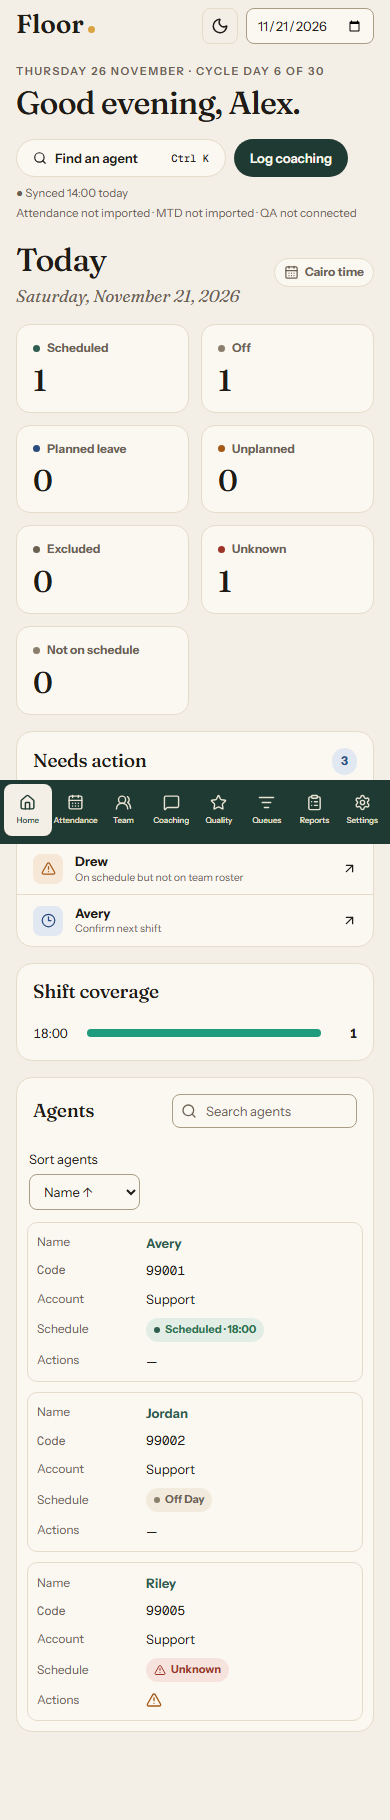 Floor.
11/21/2026
THURSDAY 26 NOVEMBER · CYCLE DAY 6 OF 30
Good evening, Alex.
Find an agent Ctrl K
Log coaching
Synced 14:00 today
Attendance not imported · MTD not imported · QA not connected
Today
Cairo time
Saturday, November 21, 2026
Scheduled
1
Off
1
Planned leave
0
Unplanned
0
Excluded
0
Unknown
1
Not on schedule
0
Needs action 3
Home Attendance Team Coaching Quality Queues Reports Settings
Drew
On schedule but not on team roster
Avery
Confirm next shift
Shift coverage
18:00 1
Agents
Search agents
Sort agents
Name ↑
Name Avery
Code 99001
Account Support
Schedule Scheduled · 18:00
Actions —
Name Jordan
Code 99002
Account Support
Schedule Off Day
Actions —
Name Riley
Code 99005
Account Support
Schedule Unknown
Actions